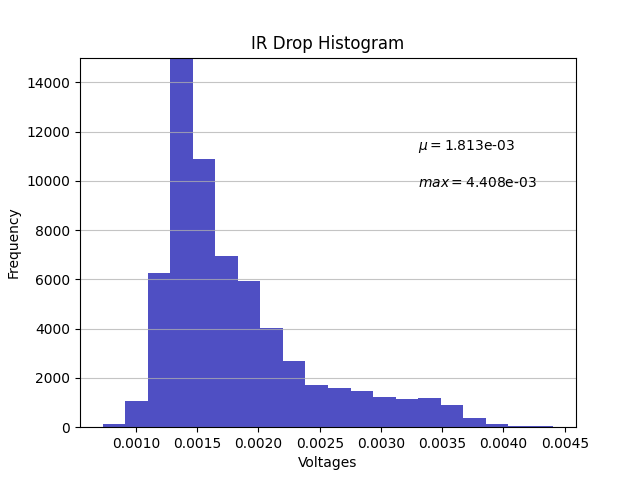 IR Drop Histogram
14000
12000
10000
8000
6000
4000
2000
0
Frequency
μ = 1.813e-03
max = 4.408e-03
0.0010 0.0015 0.0020 0.0025 0.0030 0.0035 0.0040 0.0045
Voltages